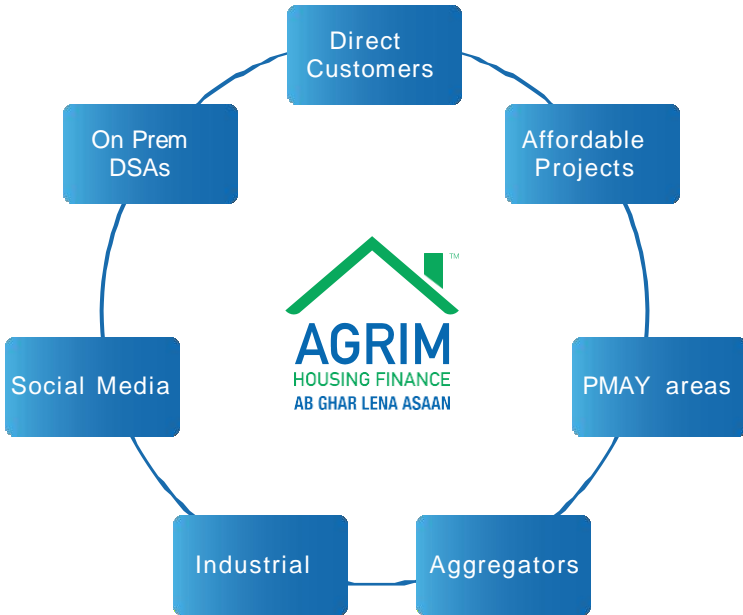 Direct
Customers
On Prem
DSAs
Affordable
Projects
TM
AGRIM
HOUSING FINANCE
AB GHAR LENA ASAAN
Social Media
PMAY areas
Industrial
Aggregators